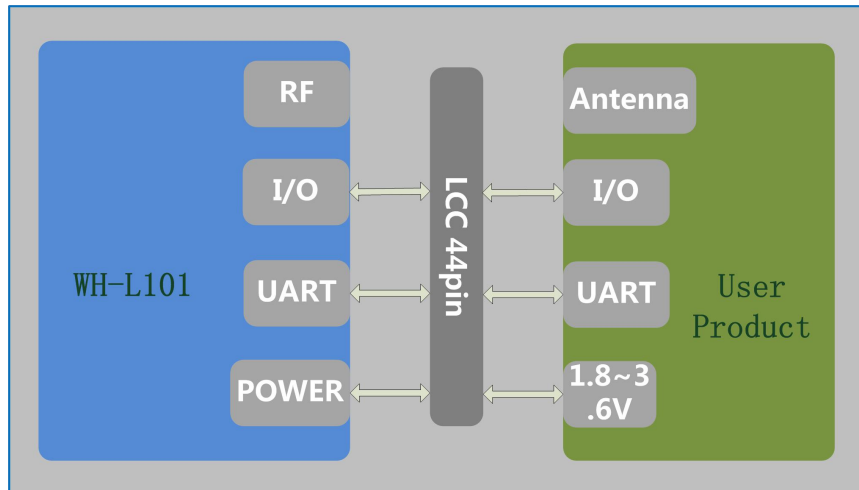 RF
I/O
UART
POWER
WH-L101
LCC 44pin
Antenna
I/O
UART
1.8~3
.6V
User
Product